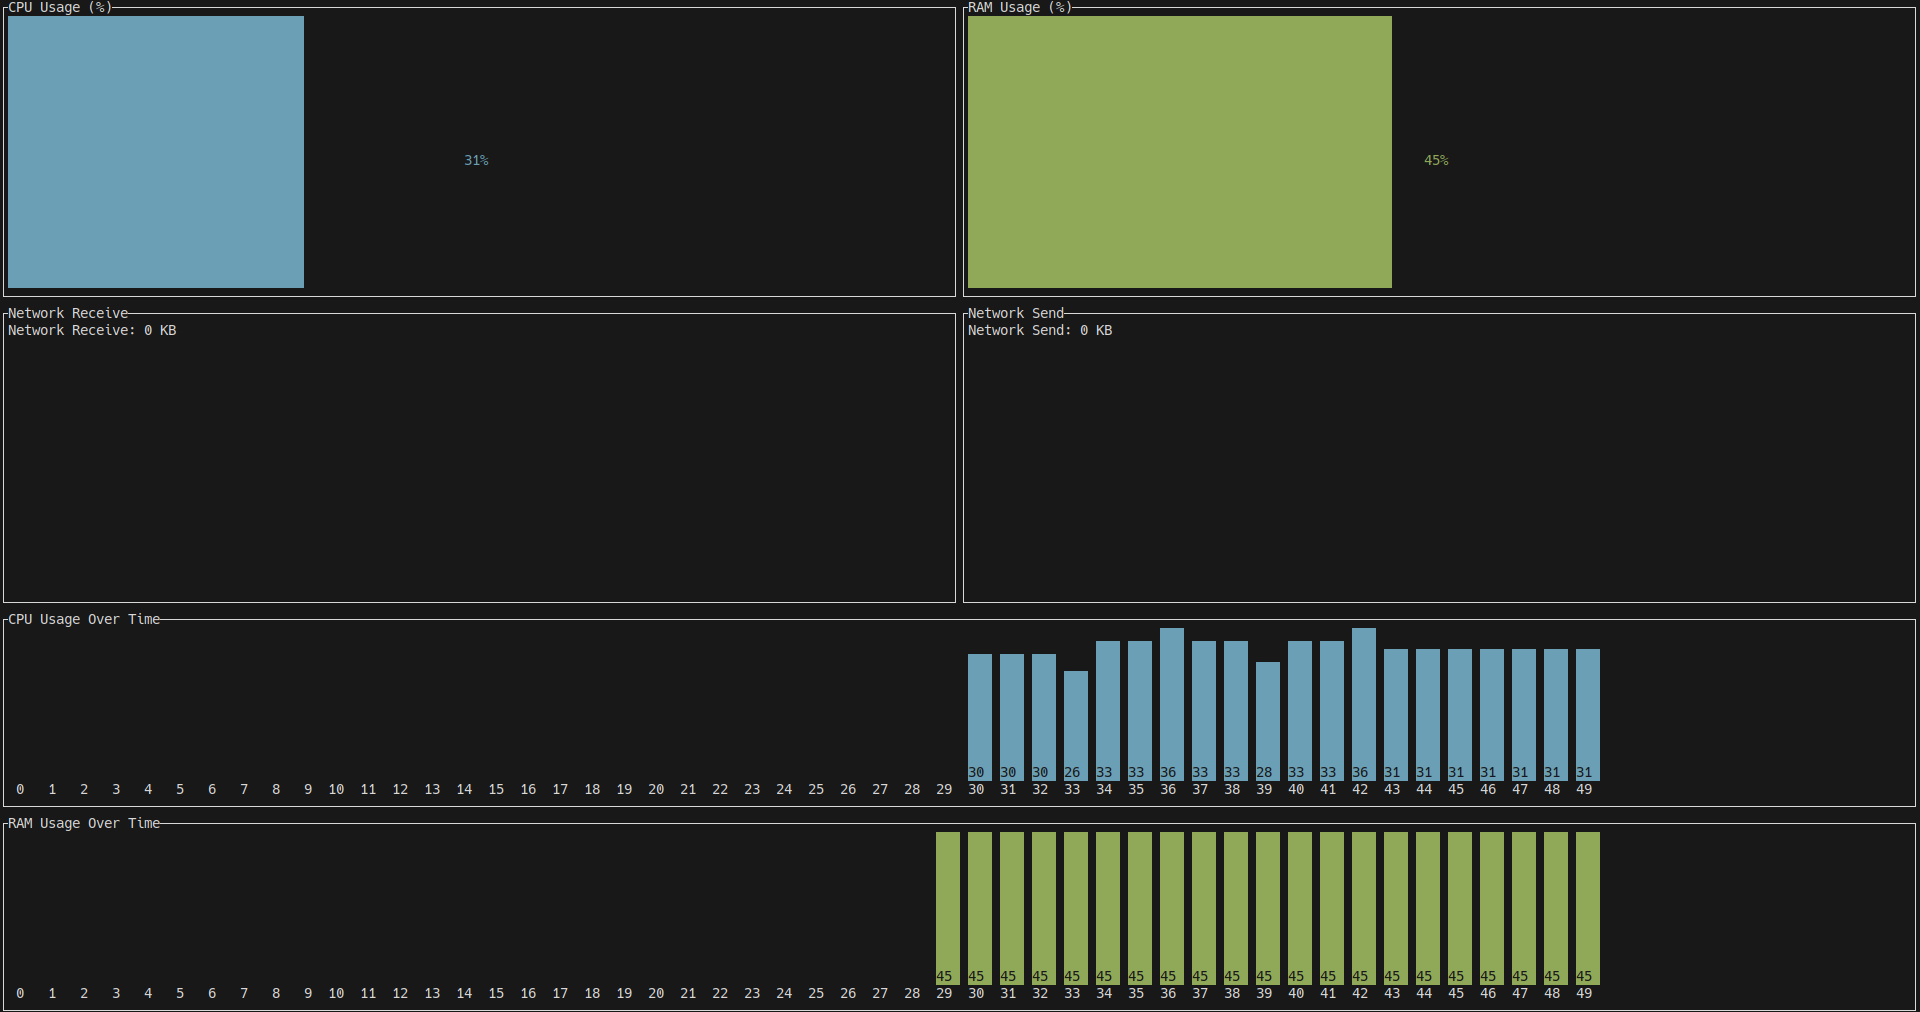 CPU Usage (%)
RAM Usage (%)
31%
45%
Network Receive
Network Send
Network Receive: 0 KB
Network Send: 0 KB
CPU Usage Over Time
30 30 30 26 33 33 36 33 33 28 33 33 36 31 31 31 31 31 31 31
0 1 2 3 4 5 6 7 8 9 10 11 12 13 14 15 16 17 18 19 20 21 22 23 24 25 26 27 28 29 30 31 32 33 34 35 36 37 38 39 40 41 42 43 44 45 46 47 48 49
RAM Usage Over Time
45 45 45 45 45 45 45 45 45 45 45 45 45 45 45 45 45 45 45 45 45
0 1 2 3 4 5 6 7 8 9 10 11 12 13 14 15 16 17 18 19 20 21 22 23 24 25 26 27 28 29 30 31 32 33 34 35 36 37 38 39 40 41 42 43 44 45 46 47 48 49